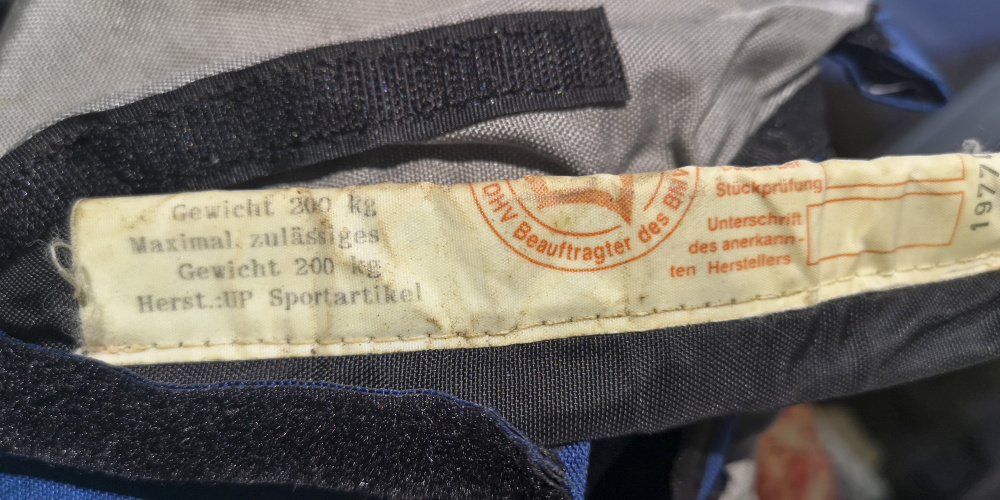 Gewicht 200 kg
Maximal. zulässiges
Gewicht 200 kg
Herst.:UP Sportartikel
DHV Beauftragter des BMV
Stückprüfung
Unterschrift
des anerkann-
ten Herstellers
1977